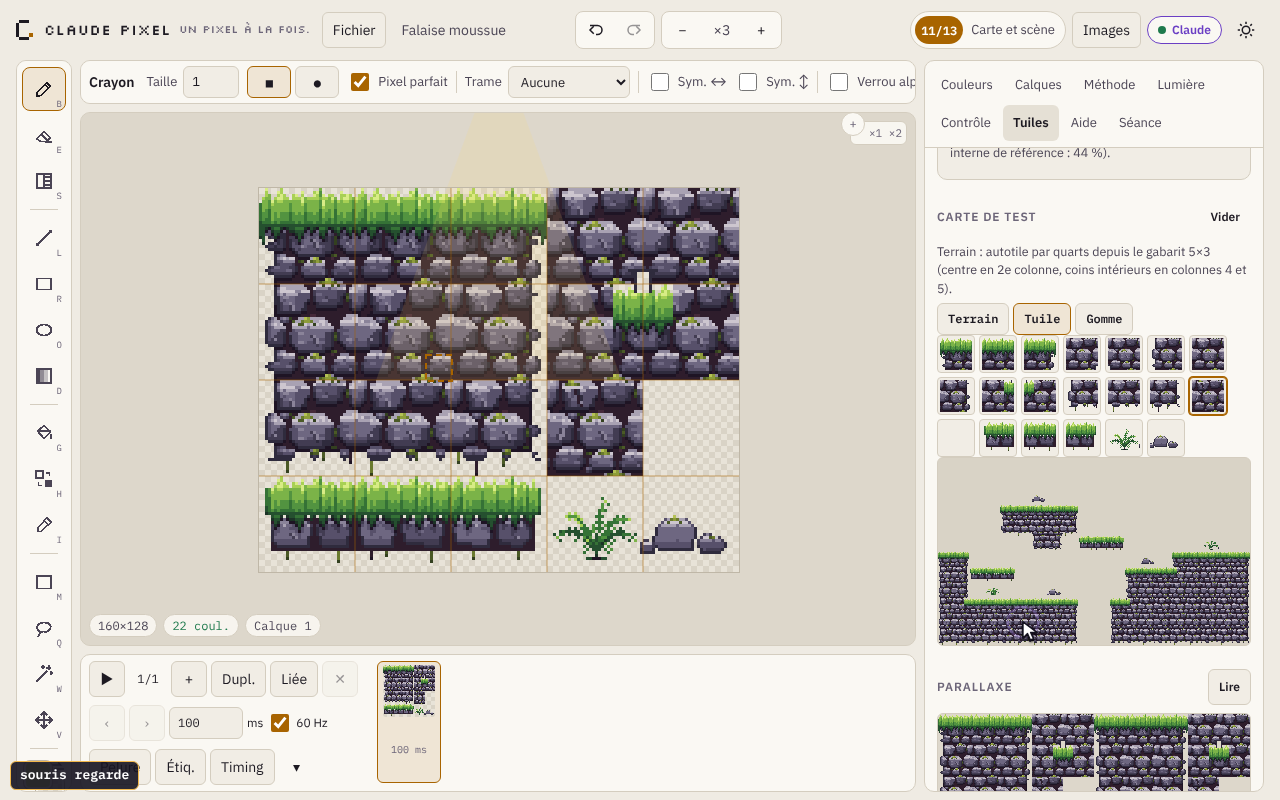 CLAUDE PIXEL UN PIXEL À LA FOIS. Fichier Falaise moussue − ×3 + 11/13 Carte et scène Images Claude
Crayon Taille 1 Pixel parfait Trame Aucune Sym. ↔ Sym. ↕ Verrou alp
Couleurs Calques Méthode Lumière
Contrôle Tuiles Aide Séance
B
E
S
L
R
O
D
G
H
I
M
Q
W
V
+ ×1 ×2
160×128 22 coul. Calque 1
interne de référence : 44 %).
CARTE DE TEST Vider
Terrain : autotile par quarts depuis le gabarit 5×3
(centre en 2e colonne, coins intérieurs en colonnes 4 et
5).
Terrain Tuile Gomme
PARALLAXE Lire
1/1 + Dupl. Liée ×
‹ › 100 ms 60 Hz
Étiq. Timing ▼
100 ms
souris regarde